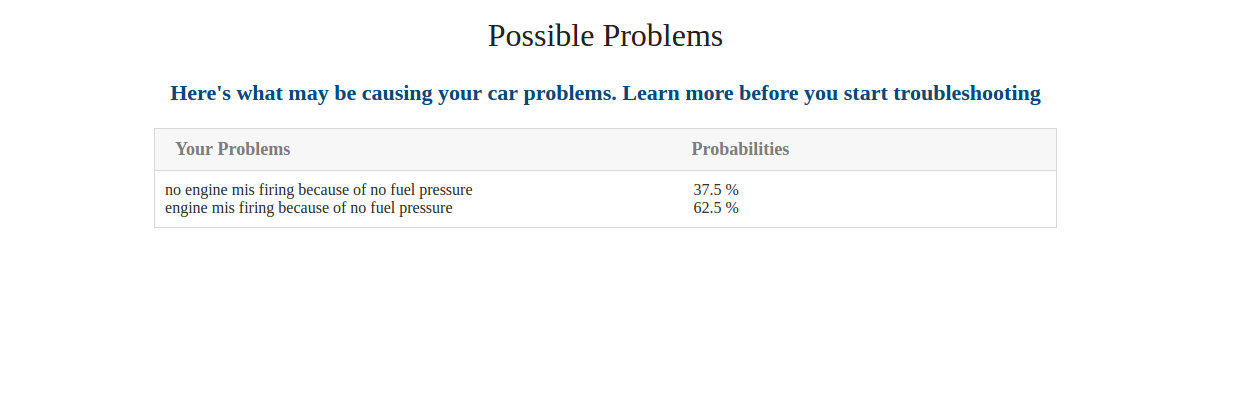 Possible Problems
Here's what may be causing your car problems. Learn more before you start troubleshooting
Your Problems Probabilities
no engine mis firing because of no fuel pressure 37.5 %
engine mis firing because of no fuel pressure 62.5 %